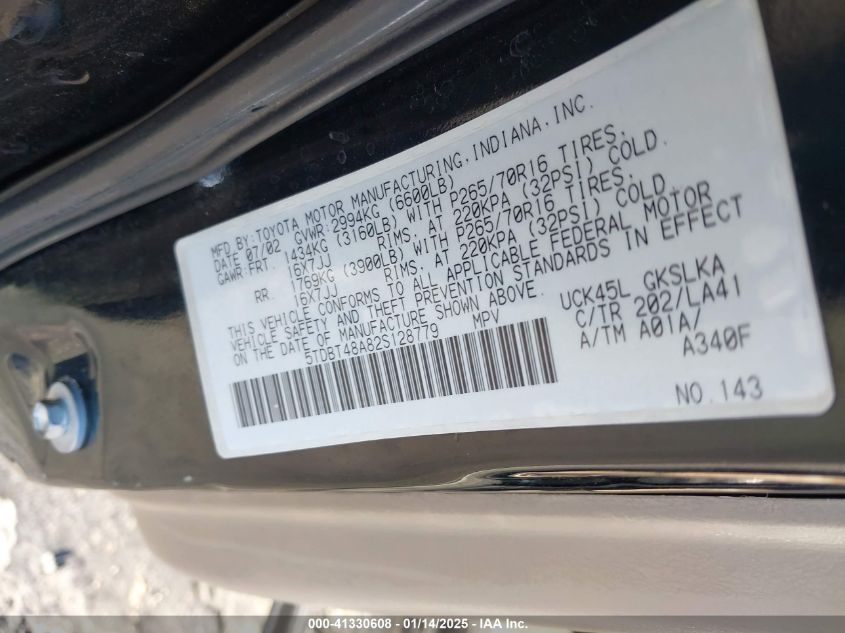 MFD.BY:TOYOTA MOTOR MANUFACTURING,INDIANA,INC.
DATE 07/02 GVWR:2994KG (6600LB)
GAWR:FRT 1434KG (3160LB) WITH P265/70R16 TIRES,
16X7JJ RIMS, AT 220KPA (32PSI) COLD.
RR. 1769KG (3900LB) WITH P265/70R16 TIRES,
16X7JJ RIMS, AT 220KPA (32PSI) COLD.
THIS VEHICLE CONFORMS TO ALL APPLICABLE FEDERAL MOTOR
VEHICLE SAFETY AND THEFT PREVENTION STANDARDS IN EFFECT
ON THE DATE OF MANUFACTURE SHOWN ABOVE.
5TDBT48A82S128779 MPV
UCK45L GKSLKA
C/TR 202/LA41
A/TM A01A/
A340F
NO.143
000-41330608 - 01/14/2025 - IAA Inc.